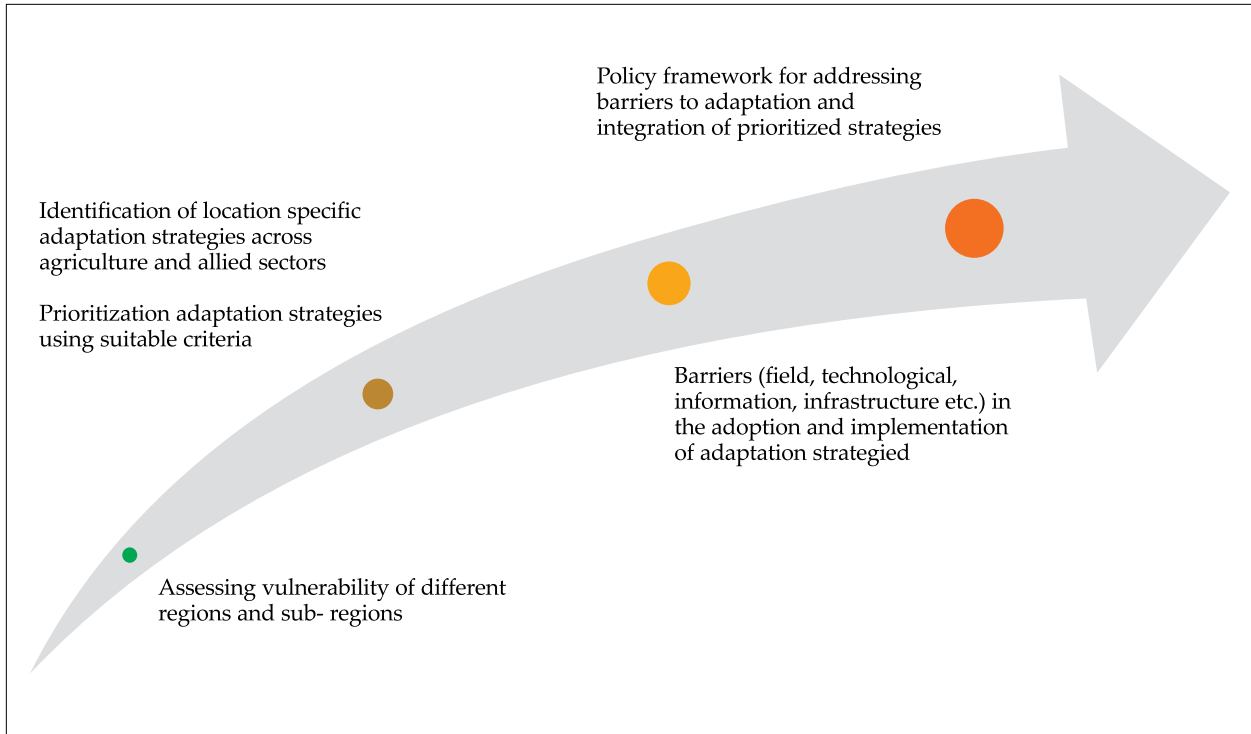 Policy framework for addressing
barriers to adaptation and
integration of prioritized strategies
Identification of location specific
adaptation strategies across
agriculture and allied sectors
Prioritization adaptation strategies
using suitable criteria
Barriers (field, technological,
information, infrastructure etc.) in
the adoption and implementation
of adaptation strategied
Assessing vulnerability of different
regions and sub- regions